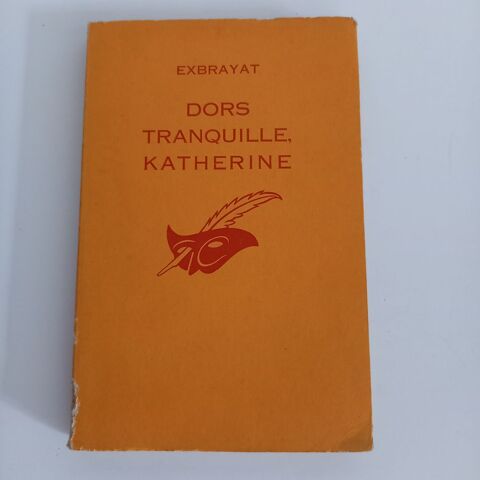 EXBRAYAT
DORS
TRANQUILLE,
KATHERINE